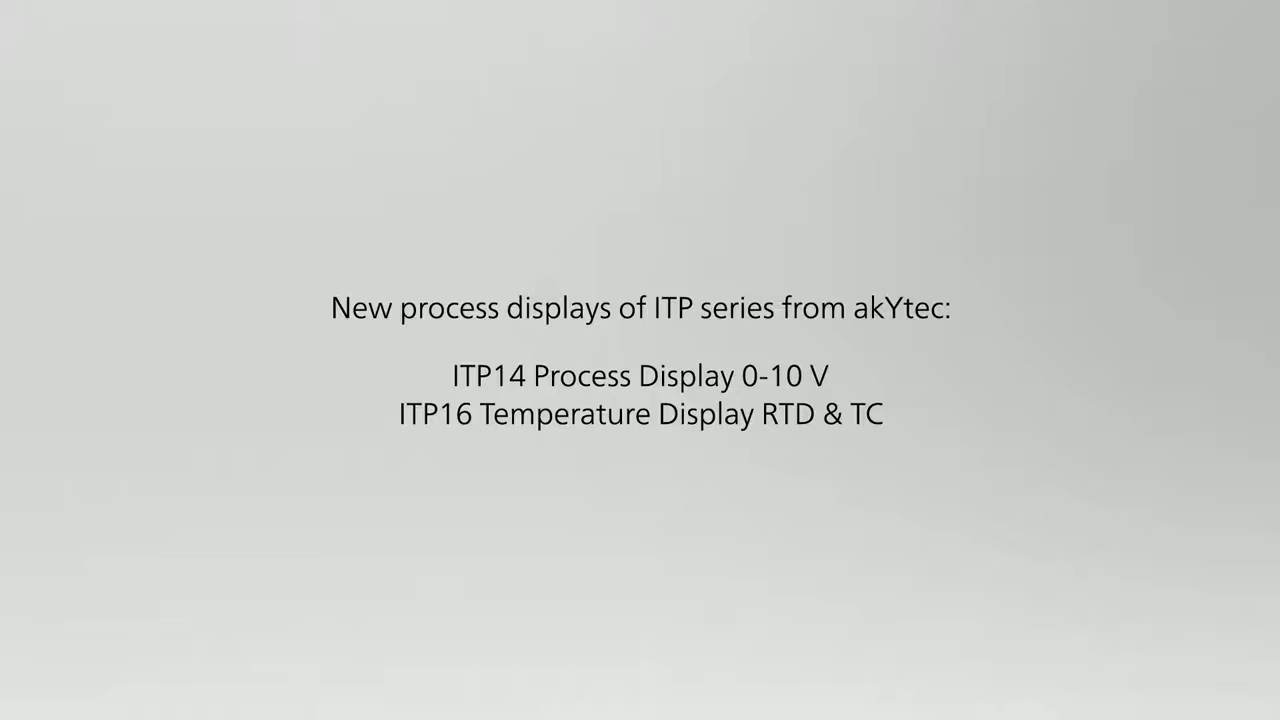 New process displays of ITP series from akYtec:
ITP14 Process Display 0-10 V
ITP16 Temperature Display RTD & TC